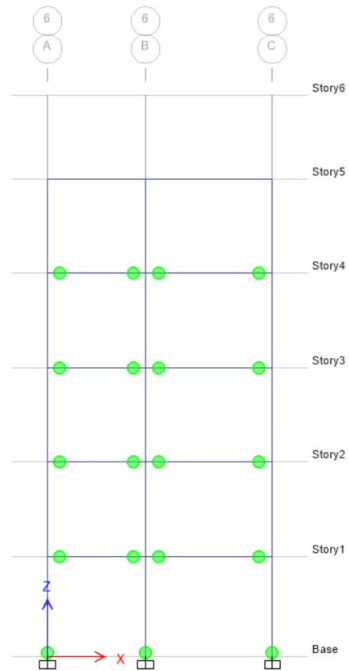 6 6 6
A B C
Story6
Story5
Story4
Story3
Story2
Story1
Z
Base
X